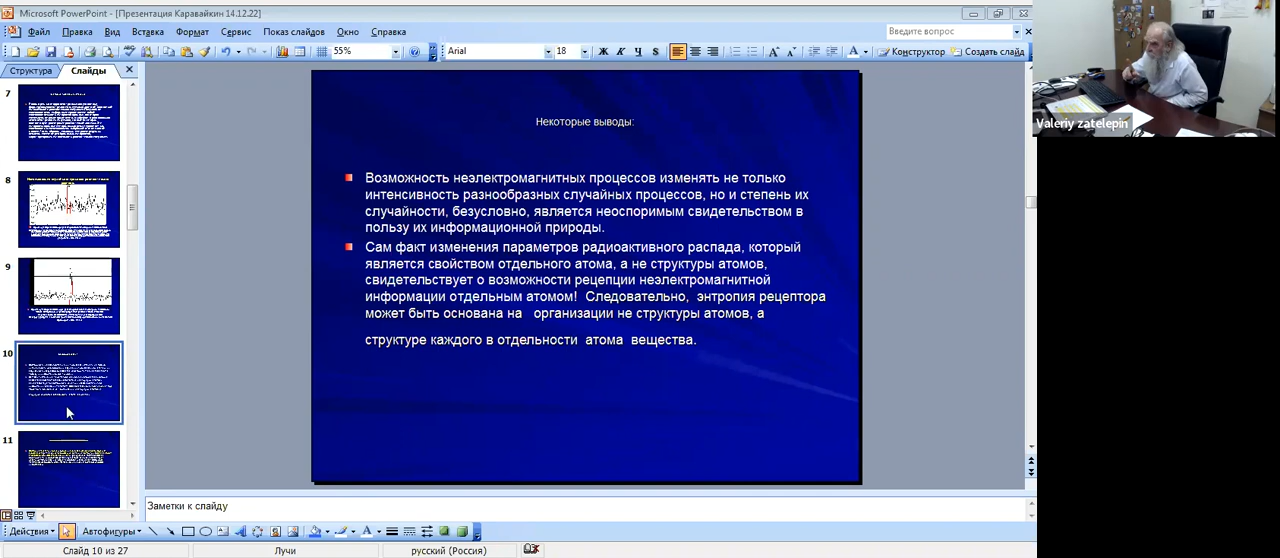 Microsoft PowerPoint - [Презентация Каравайкин 14.12.22]
Файл Правка Вид Вставка Формат Сервис Показ слайдов Окно Справка
Введите вопрос
55%
Arial
18
Ж К Ч S
Конструктор
Создать слайд
Структура
Слайды
7
8
9
10
11
Некоторые выводы:
Возможность неэлектромагнитных процессов изменять не только
интенсивность разнообразных случайных процессов, но и степень их
случайности, безусловно, является неоспоримым свидетельством в
пользу их информационной природы.
Сам факт изменения параметров радиоактивного распада, который
является свойством отдельного атома, а не структуры атомов,
свидетельствует о возможности рецепции неэлектромагнитной
информации отдельным атомом! Следовательно, энтропия рецептора
может быть основана на организации не структуры атомов, а
структуре каждого в отдельности атома вещества.
Заметки к слайду
Действия
Автофигуры
Слайд 10 из 27
Лучи
русский (Россия)
Valeriy zatelepin